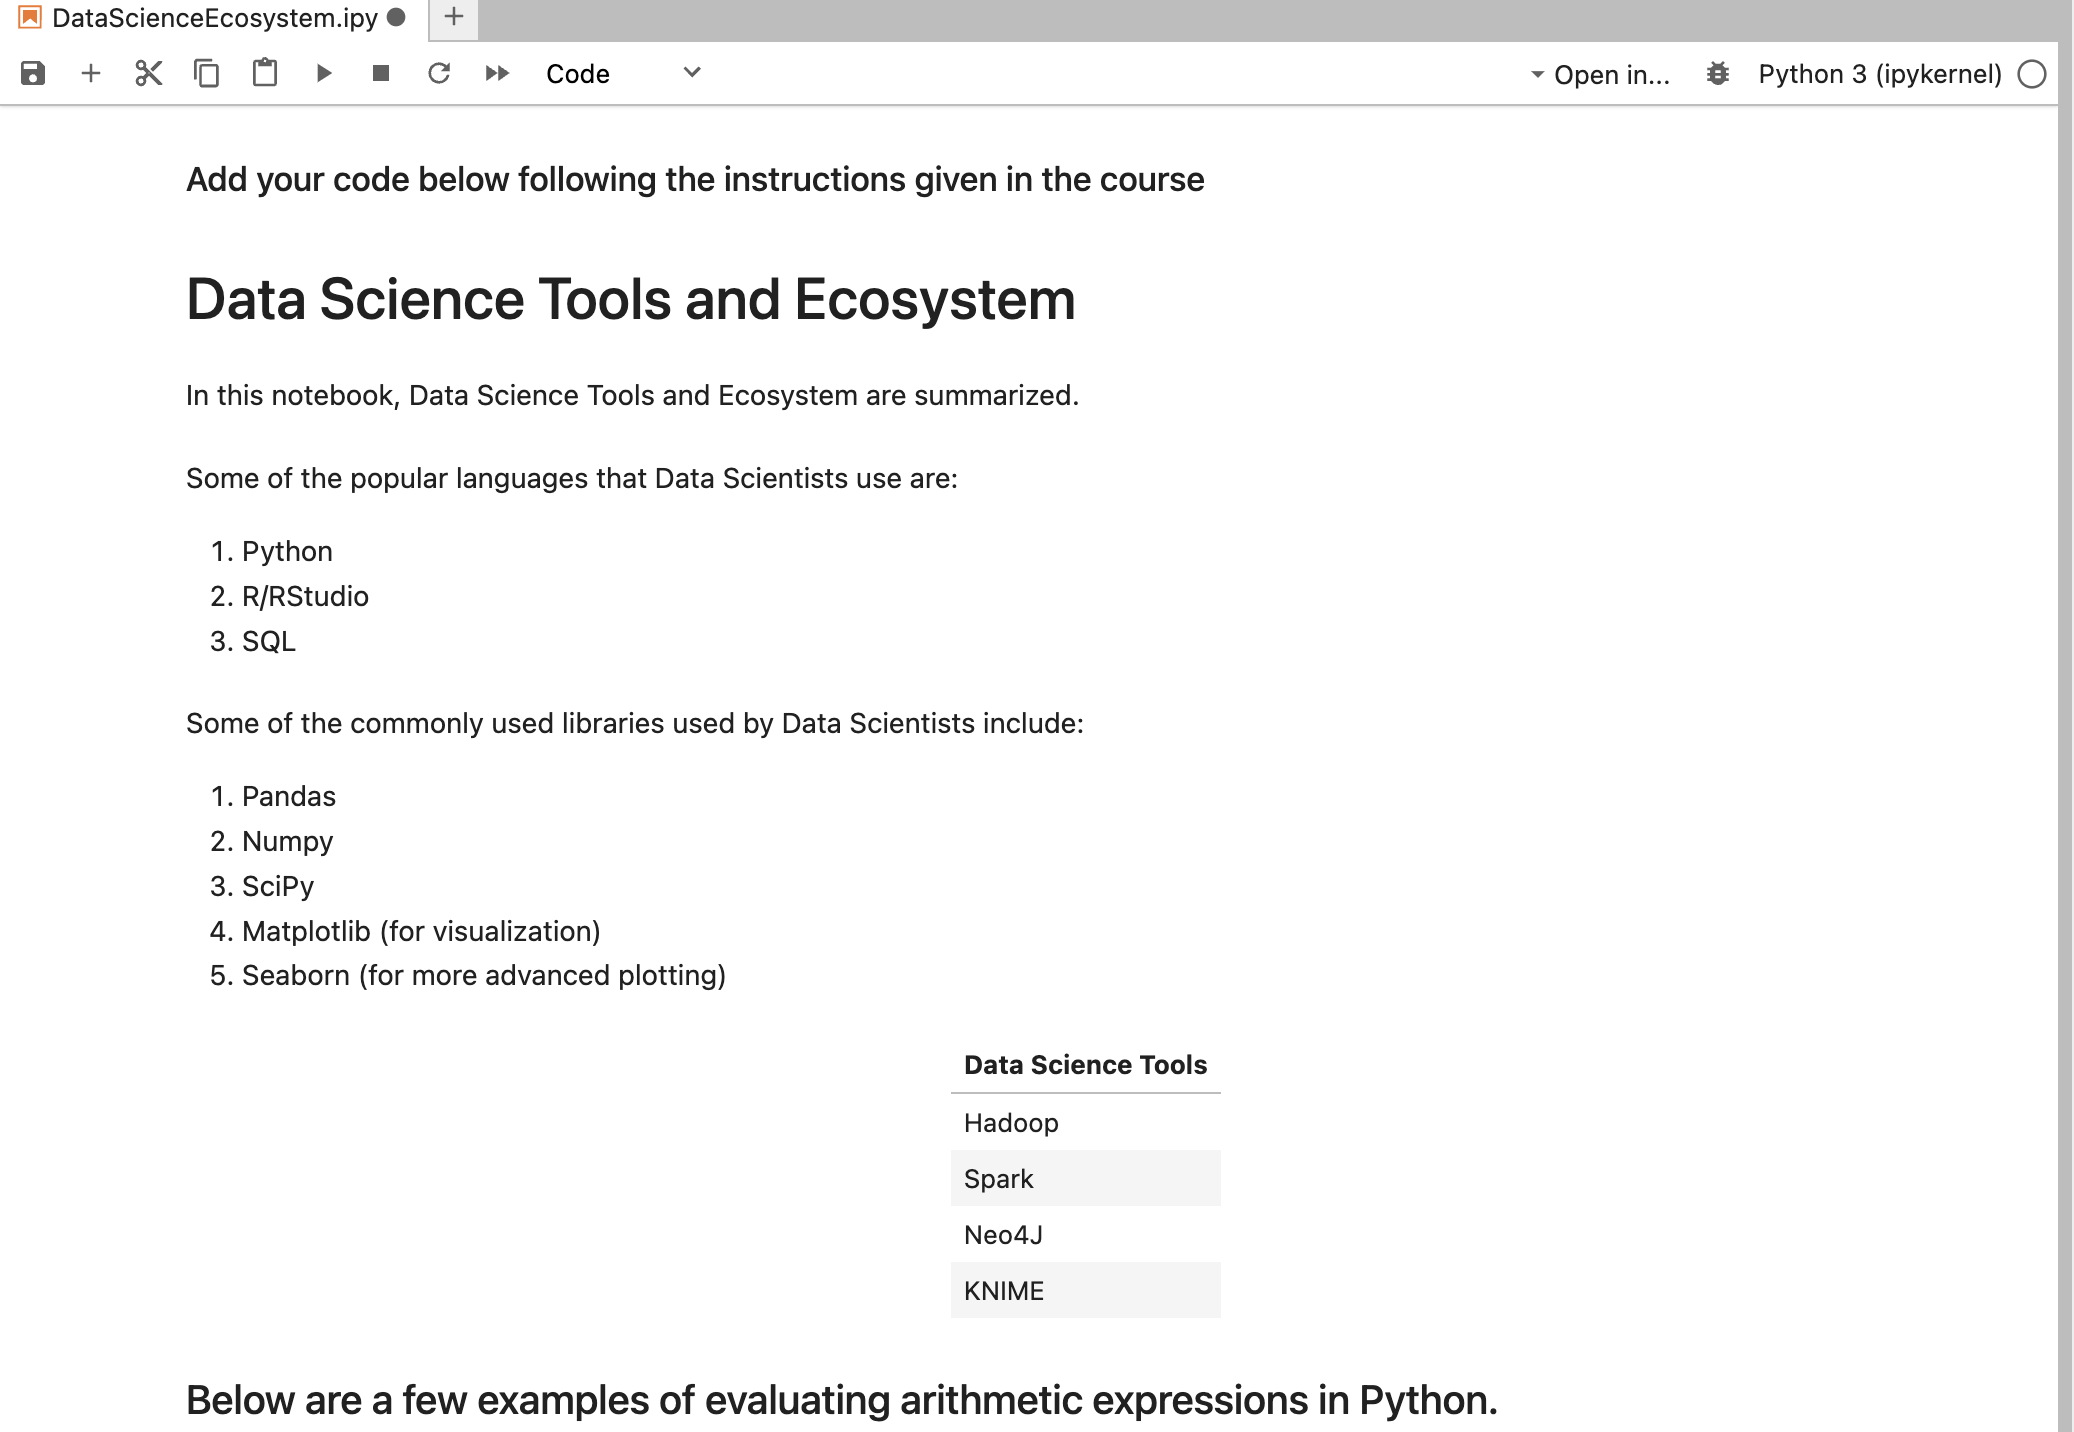 DataScienceEcosystem.ipy
Code
Open in...
Python 3 (ipykernel)
Add your code below following the instructions given in the course
Data Science Tools and Ecosystem
In this notebook, Data Science Tools and Ecosystem are summarized.
Some of the popular languages that Data Scientists use are:
1. Python
2. R/RStudio
3. SQL
Some of the commonly used libraries used by Data Scientists include:
1. Pandas
2. Numpy
3. SciPy
4. Matplotlib (for visualization)
5. Seaborn (for more advanced plotting)
Data Science Tools
Hadoop
Spark
Neo4J
KNIME
Below are a few examples of evaluating arithmetic expressions in Python.